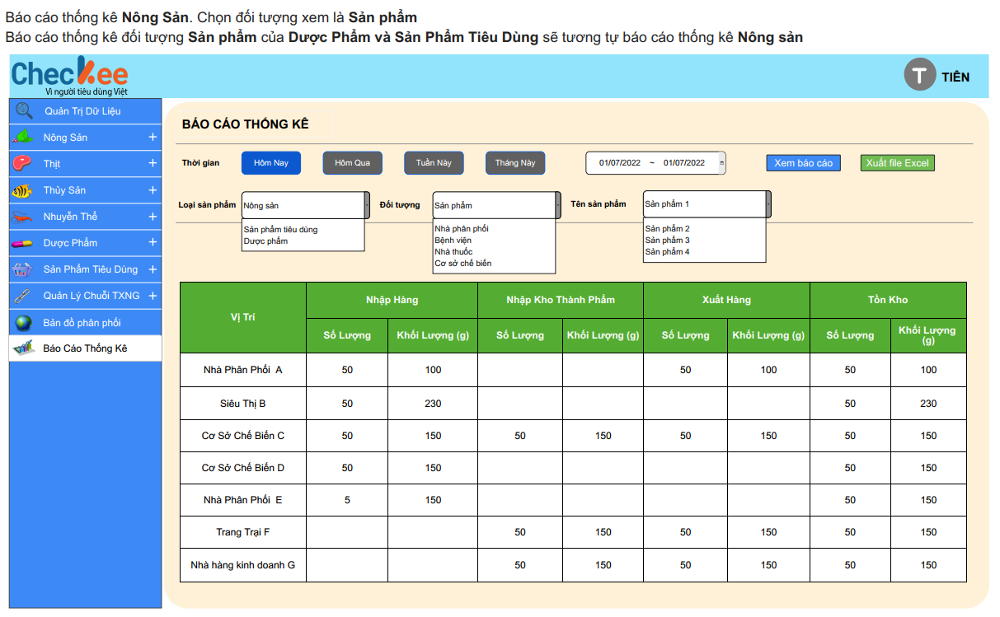 Báo cáo thống kê Nông Sản. Chọn đối tượng xem là Sản phẩm
Báo cáo thống kê đối tượng Sản phẩm của Dược Phẩm và Sản Phẩm Tiêu Dùng sẽ tương tự báo cáo thống kê Nông sản
Checkee
Vì người tiêu dùng Việt
T TIÊN
Quản Trị Dữ Liệu
Nông Sản +
Thịt +
Thủy Sản +
Nhuyễn Thể +
Dược Phẩm +
Sản Phẩm Tiêu Dùng +
Quản Lý Chuỗi TXNG +
Bản đồ phân phối
Báo Cáo Thống Kê
BÁO CÁO THỐNG KÊ
Thời gian Hôm Nay Hôm Qua Tuần Này Tháng Này 01/07/2022 ~ 01/07/2022 Xem báo cáo Xuất file Excel
Loại sản phẩm Nông sản Đối tượng Sản phẩm Tên sản phẩm Sản phẩm 1
Sản phẩm tiêu dùng
Dược phẩm
Nhà phân phối
Bệnh viện
Nhà thuốc
Cơ sở chế biến
Sản phẩm 2
Sản phẩm 3
Sản phẩm 4
Vị Trí Nhập Hàng Nhập Kho Thành Phẩm Xuất Hàng Tồn Kho
Số Lượng Khối Lượng (g) Số Lượng Khối Lượng (g) Số Lượng Khối Lượng (g) Số Lượng Khối Lượng (g)
Nhà Phân Phối A 50 100 50 100 50 100
Siêu Thị B 50 230 50 230
Cơ Sở Chế Biến C 50 150 50 150 50 150 50 150
Cơ Sở Chế Biến D 50 150 50 150
Nhà Phân Phối E 5 150 50 150
Trang Trại F 50 150 50 150 50 150
Nhà hàng kinh doanh G 50 150 50 150 50 150